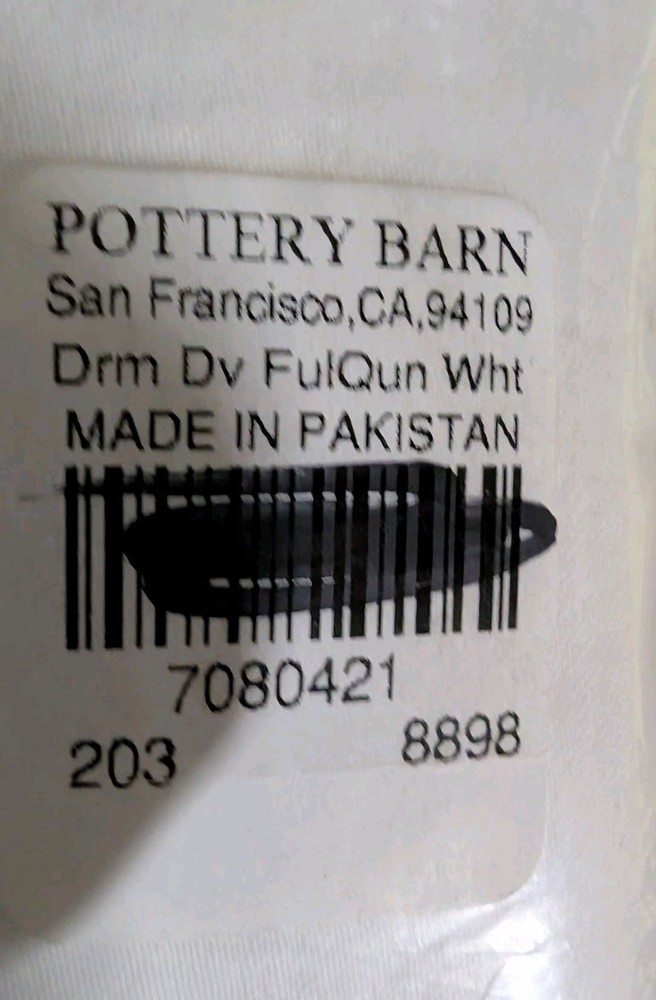 POTTERY BARN
San Francisco,CA.94109
Drm Dv FulQun Wht
MADE IN PAKISTAN
7080421
203 8898